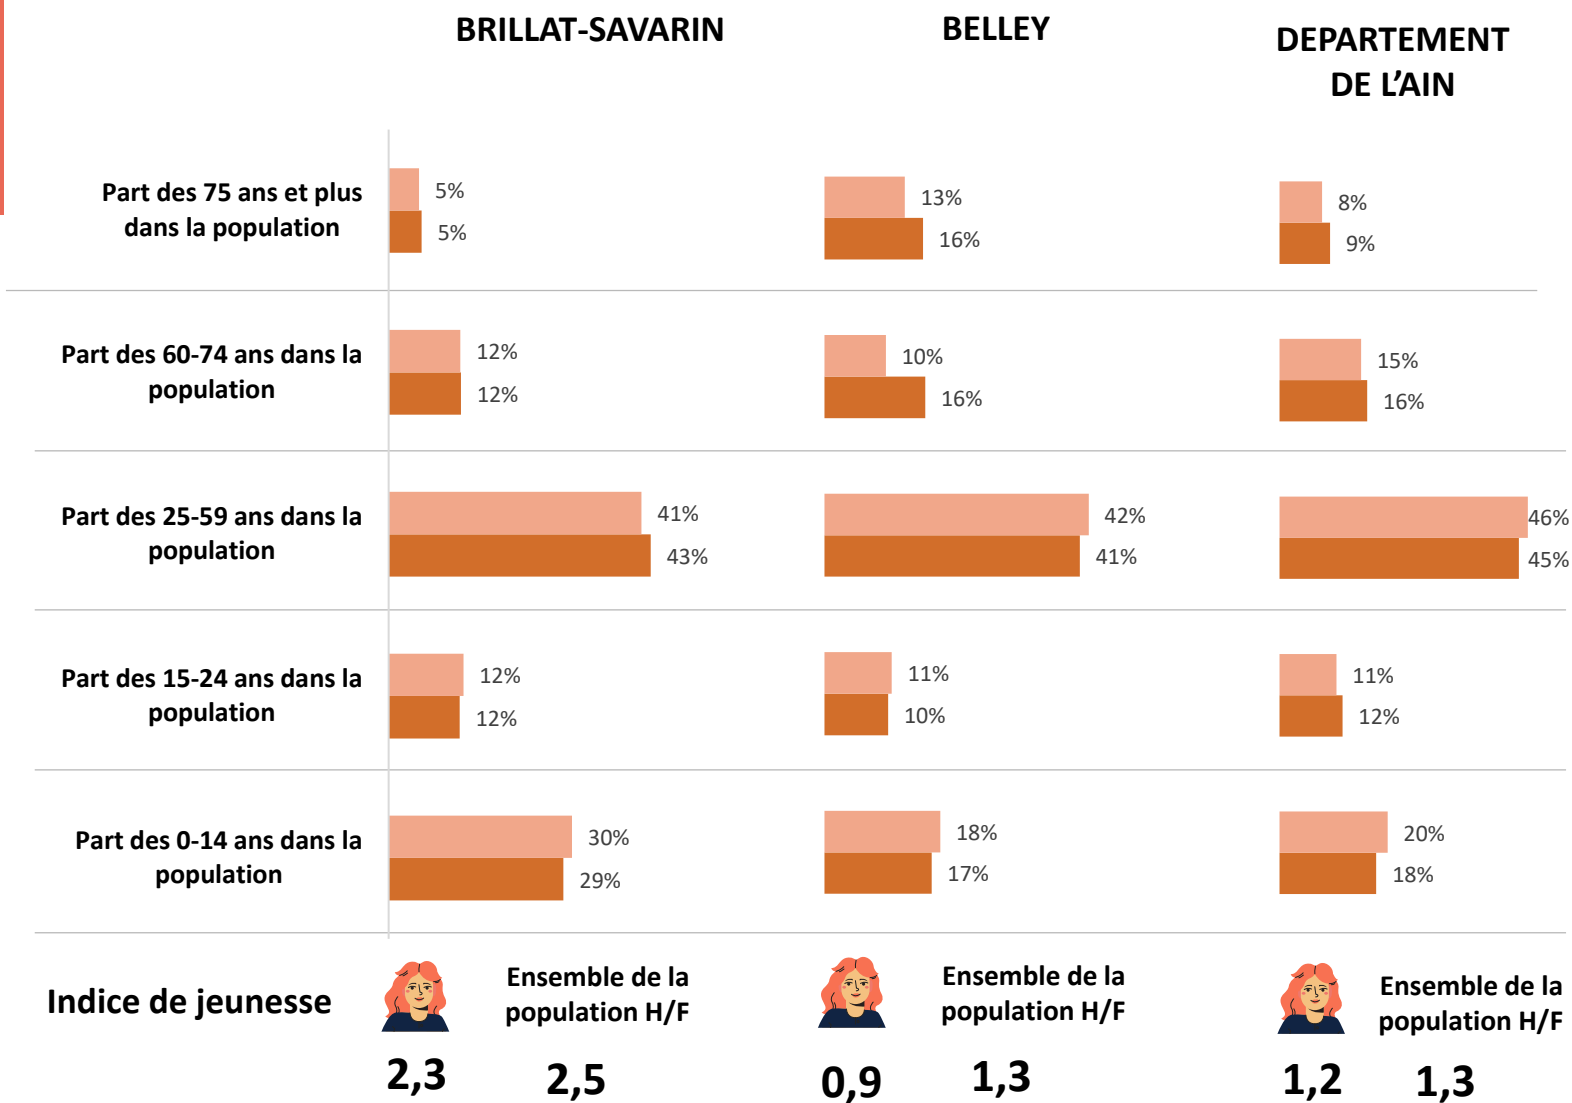 BRILLAT-SAVARIN
BELLEY
DEPARTEMENT
DE L'AIN
Part des 75 ans et plus
dans la population
5%
5%
13%
16%
8%
9%
Part des 60-74 ans dans la
population
12%
12%
10%
16%
15%
16%
Part des 25-59 ans dans la
population
41%
43%
42%
41%
46%
45%
Part des 15-24 ans dans la
population
12%
12%
11%
10%
11%
12%
Part des 0-14 ans dans la
population
30%
29%
18%
17%
20%
18%
Indice de jeunesse
Ensemble de la
population H/F
2,3
2,5
Ensemble de la
population H/F
0,9
1,3
Ensemble de la
population H/F
1,2
1,3